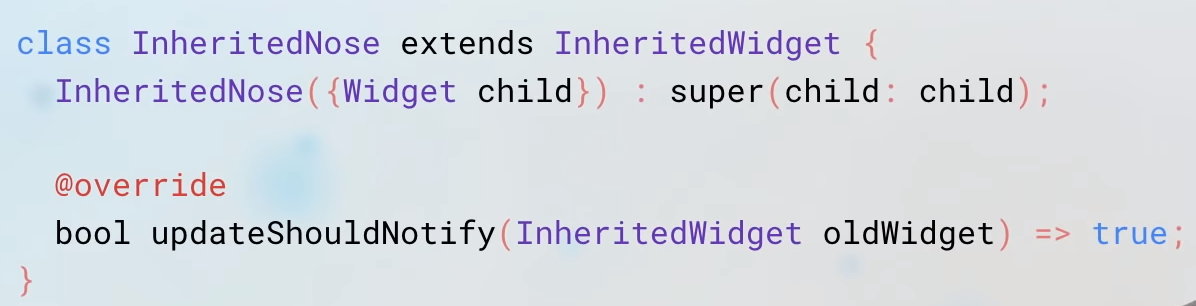 class InheritedNose extends InheritedWidget {
  InheritedNose({Widget child}) : super(child: child);

  @override
  bool updateShouldNotify(InheritedWidget oldWidget) => true;
}